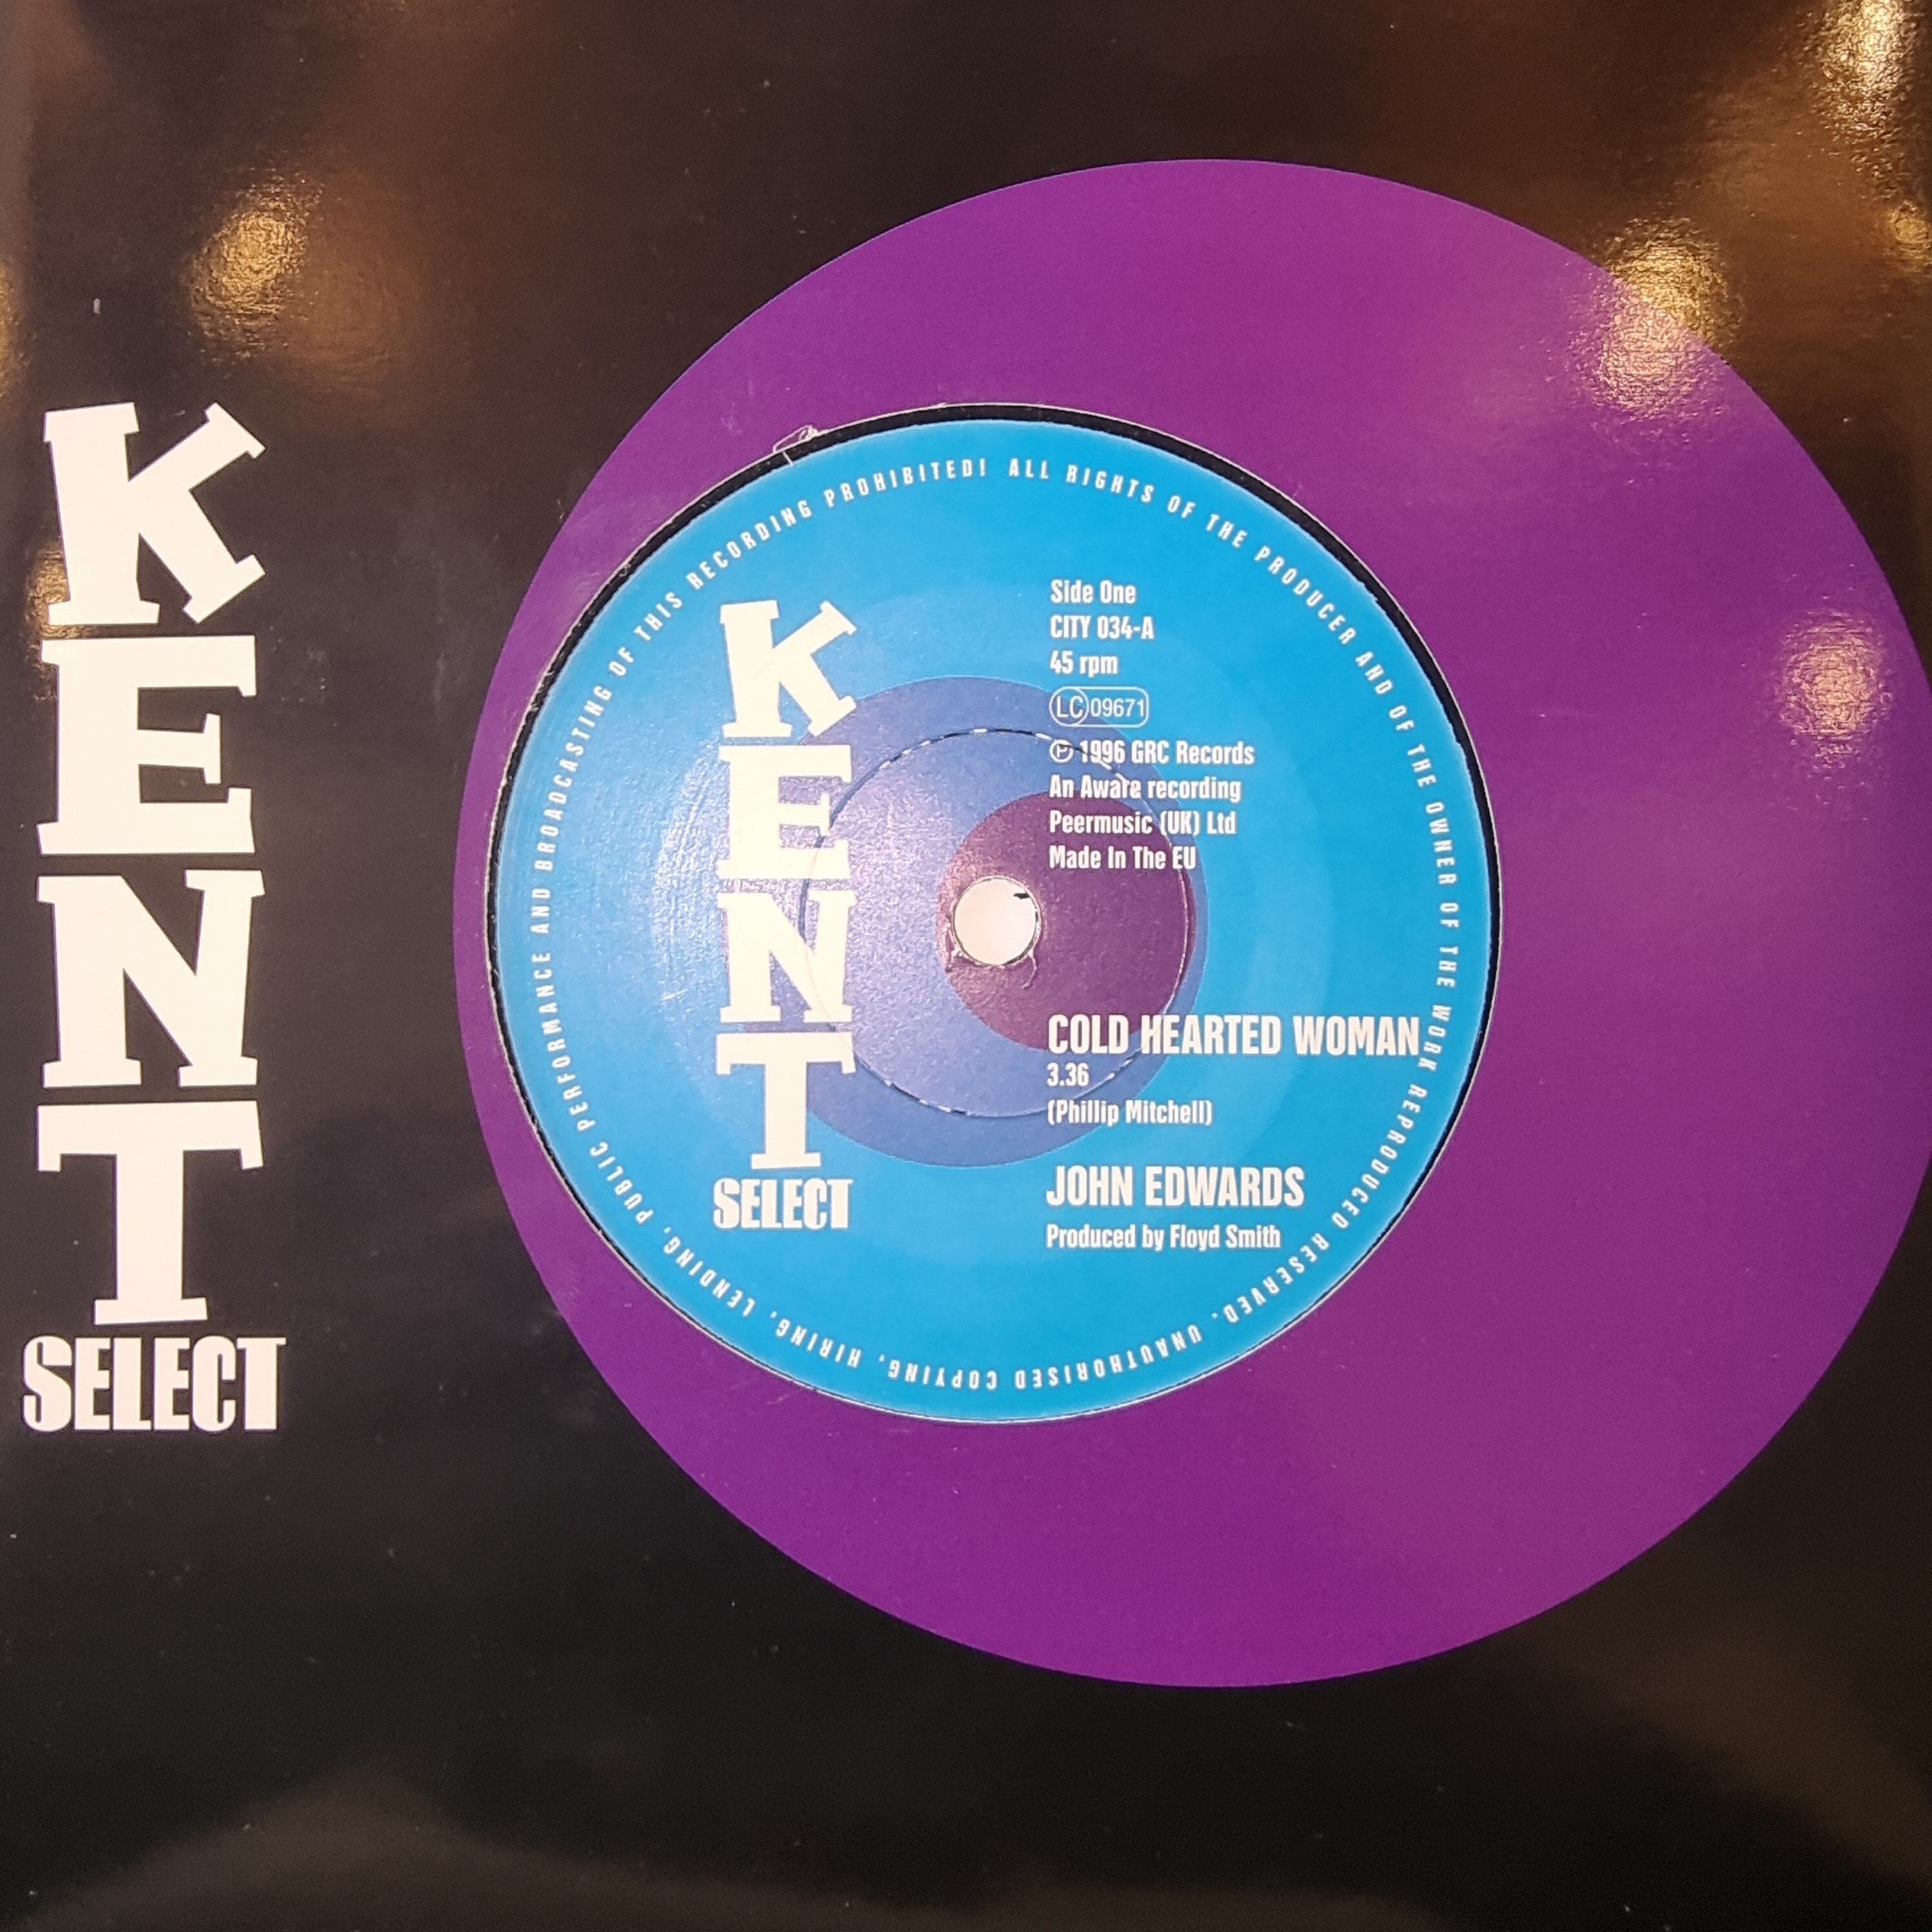 KENT
SELECT
ALL RIGHTS OF THE PRODUCER AND OF THE OWNER OF THE WORK REPRODUCED RESERVED. UNAUTHORISED COPYING, HIRING, LENDING, PUBLIC PERFORMANCE AND BROADCASTING OF THIS RECORDING PROHIBITED!
KENT
SELECT
Side One
CITY 034-A
45 rpm
LC 09671
℗ 1996 GRC Records
An Aware recording
Peermusic (UK) Ltd
Made In The EU
COLD HEARTED WOMAN
3.36
(Phillip Mitchell)
JOHN EDWARDS
Produced by Floyd Smith